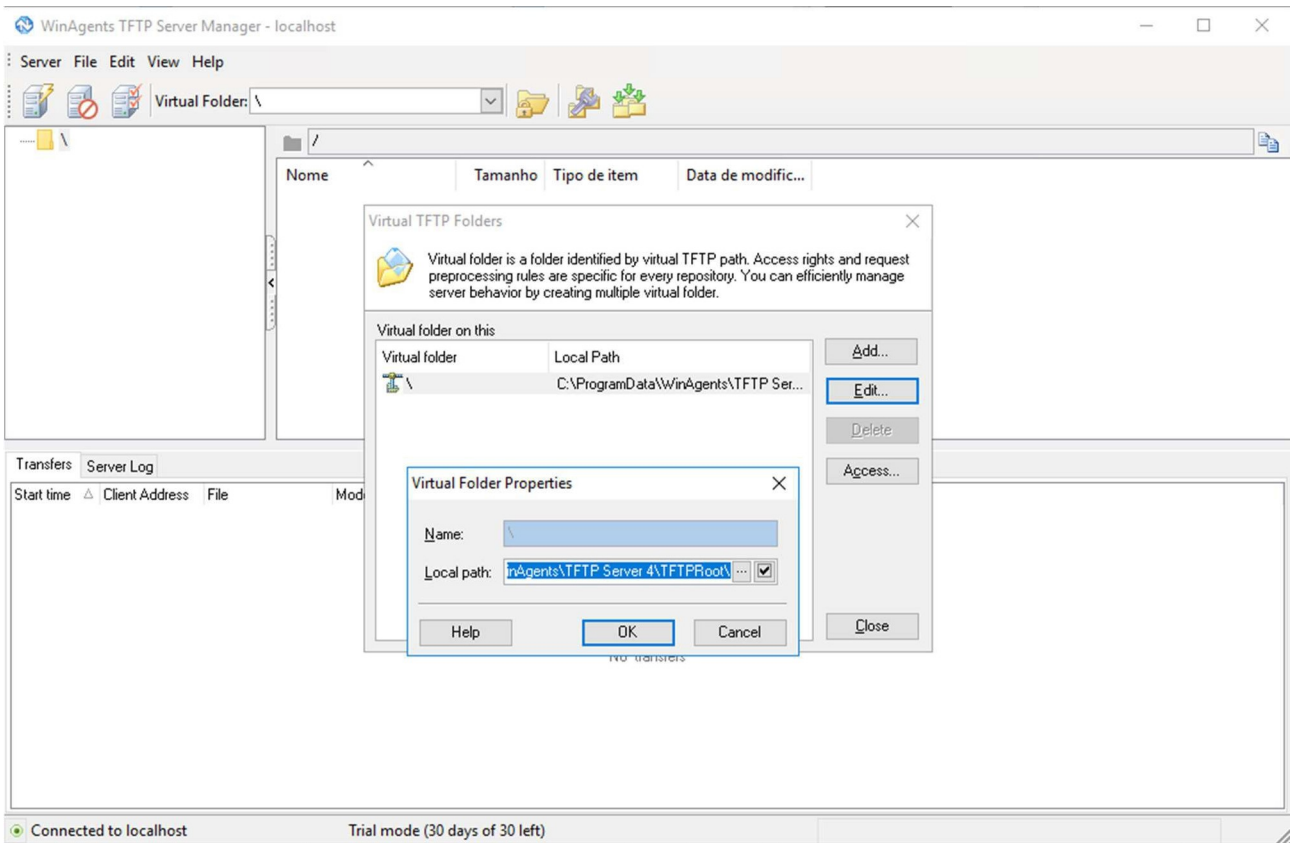 WinAgents TFTP Server Manager - localhost
Server File Edit View Help
Virtual Folder: \
\
/
Nome Tamanho Tipo de item Data de modific...
Virtual TFTP Folders
Virtual folder is a folder identified by virtual TFTP path. Access rights and request
preprocessing rules are specific for every repository. You can efficiently manage
server behavior by creating multiple virtual folder.
Virtual folder on this
Virtual folder Local Path
\ C:\ProgramData\WinAgents\TFTP Ser...
Add...
Edit...
Delete
Access...
Close
Transfers Server Log
Start time Client Address File Mod
Virtual Folder Properties
Name: \
Local path: inAgents\TFTP Server 4\TFTPRoot\ ...
Help OK Cancel
No transfers
Connected to localhost Trial mode (30 days of 30 left)